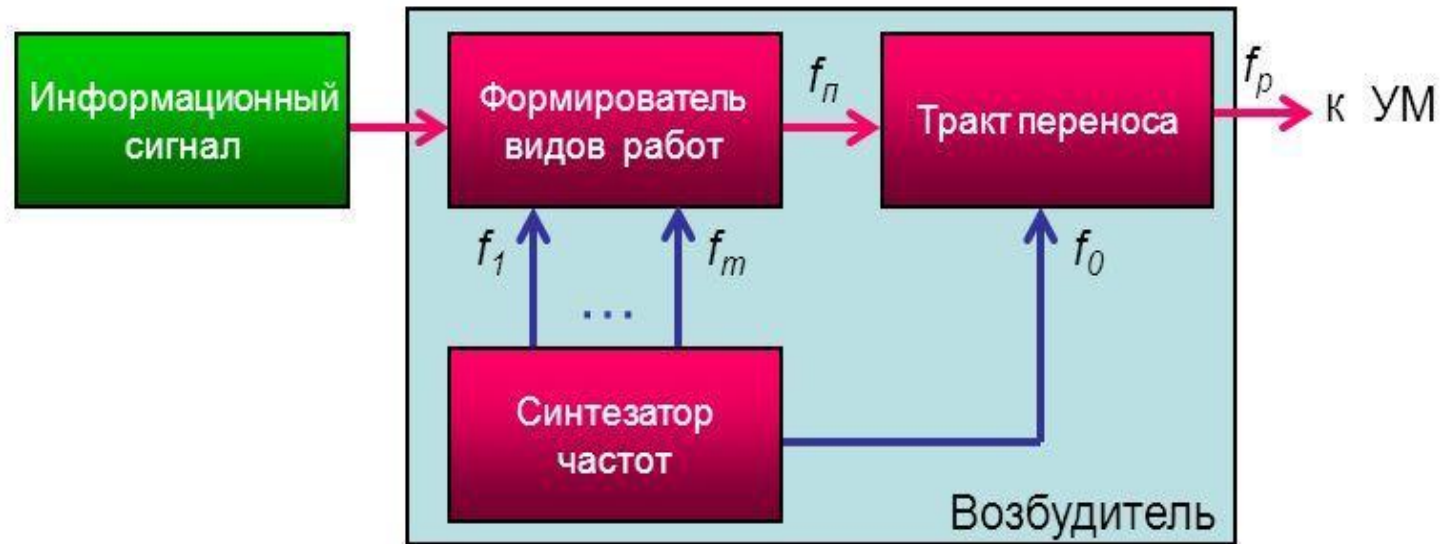 Информационный
сигнал
Формирователь
видов работ
fп
Тракт переноса
fр
к УМ
f1
fm
f0
...
Синтезатор
частот
Возбудитель